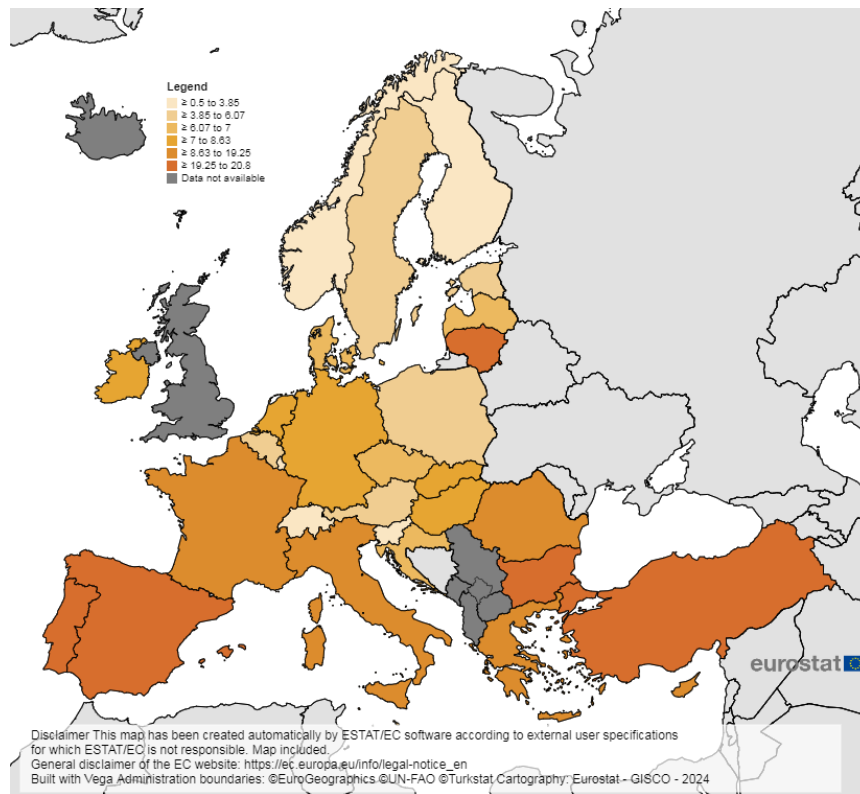 Legend
≥ 0.5 to 3.85
≥ 3.85 to 6.07
≥ 6.07 to 7
≥ 7 to 8.63
≥ 8.63 to 19.25
≥ 19.25 to 20.8
Data not available
eurostat
Disclaimer This map has been created automatically by ESTAT/EC software according to external user specifications
for which ESTAT/EC is not responsible. Map included.
General disclaimer of the EC website: https://ec.europa.eu/info/legal-notice_en
Built with Vega Administration boundaries: ©EuroGeographics ©UN-FAO ©Turkstat Cartography: Eurostat - GISCO - 2024